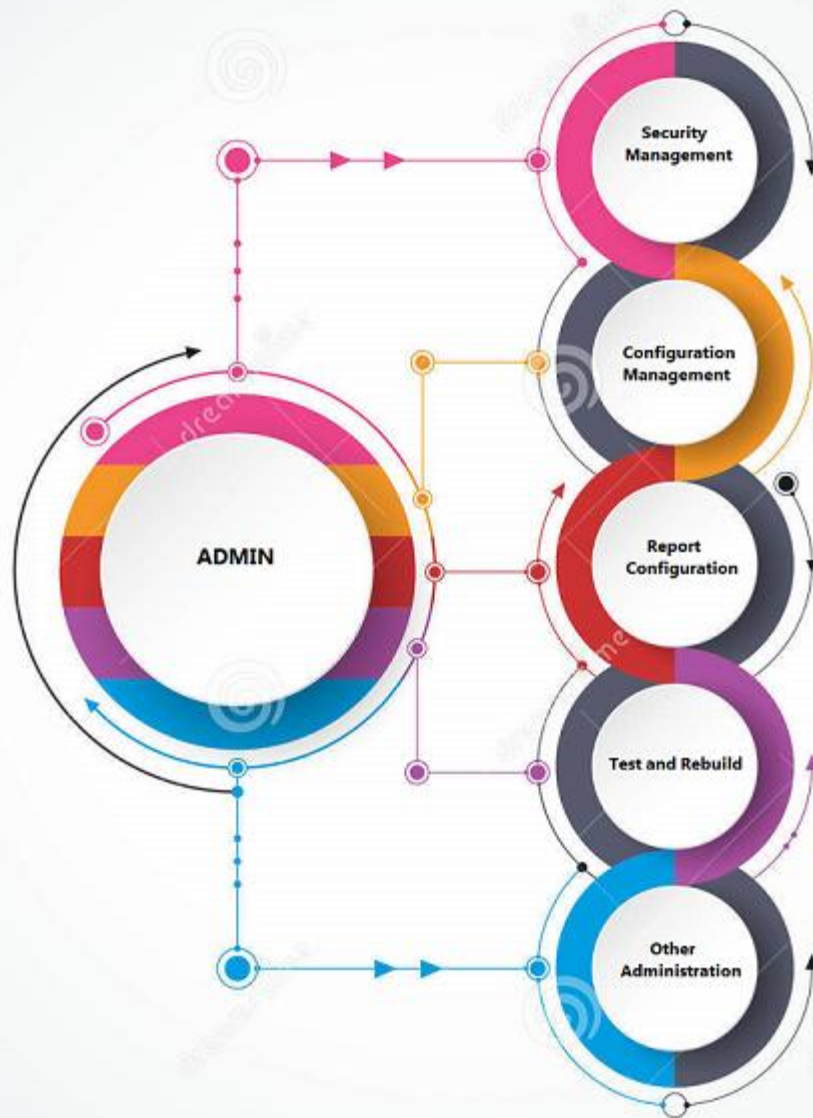 Security
Management
Configuration
Management
ADMIN
Report
Configuration
Test and Rebuild
Other
Administration